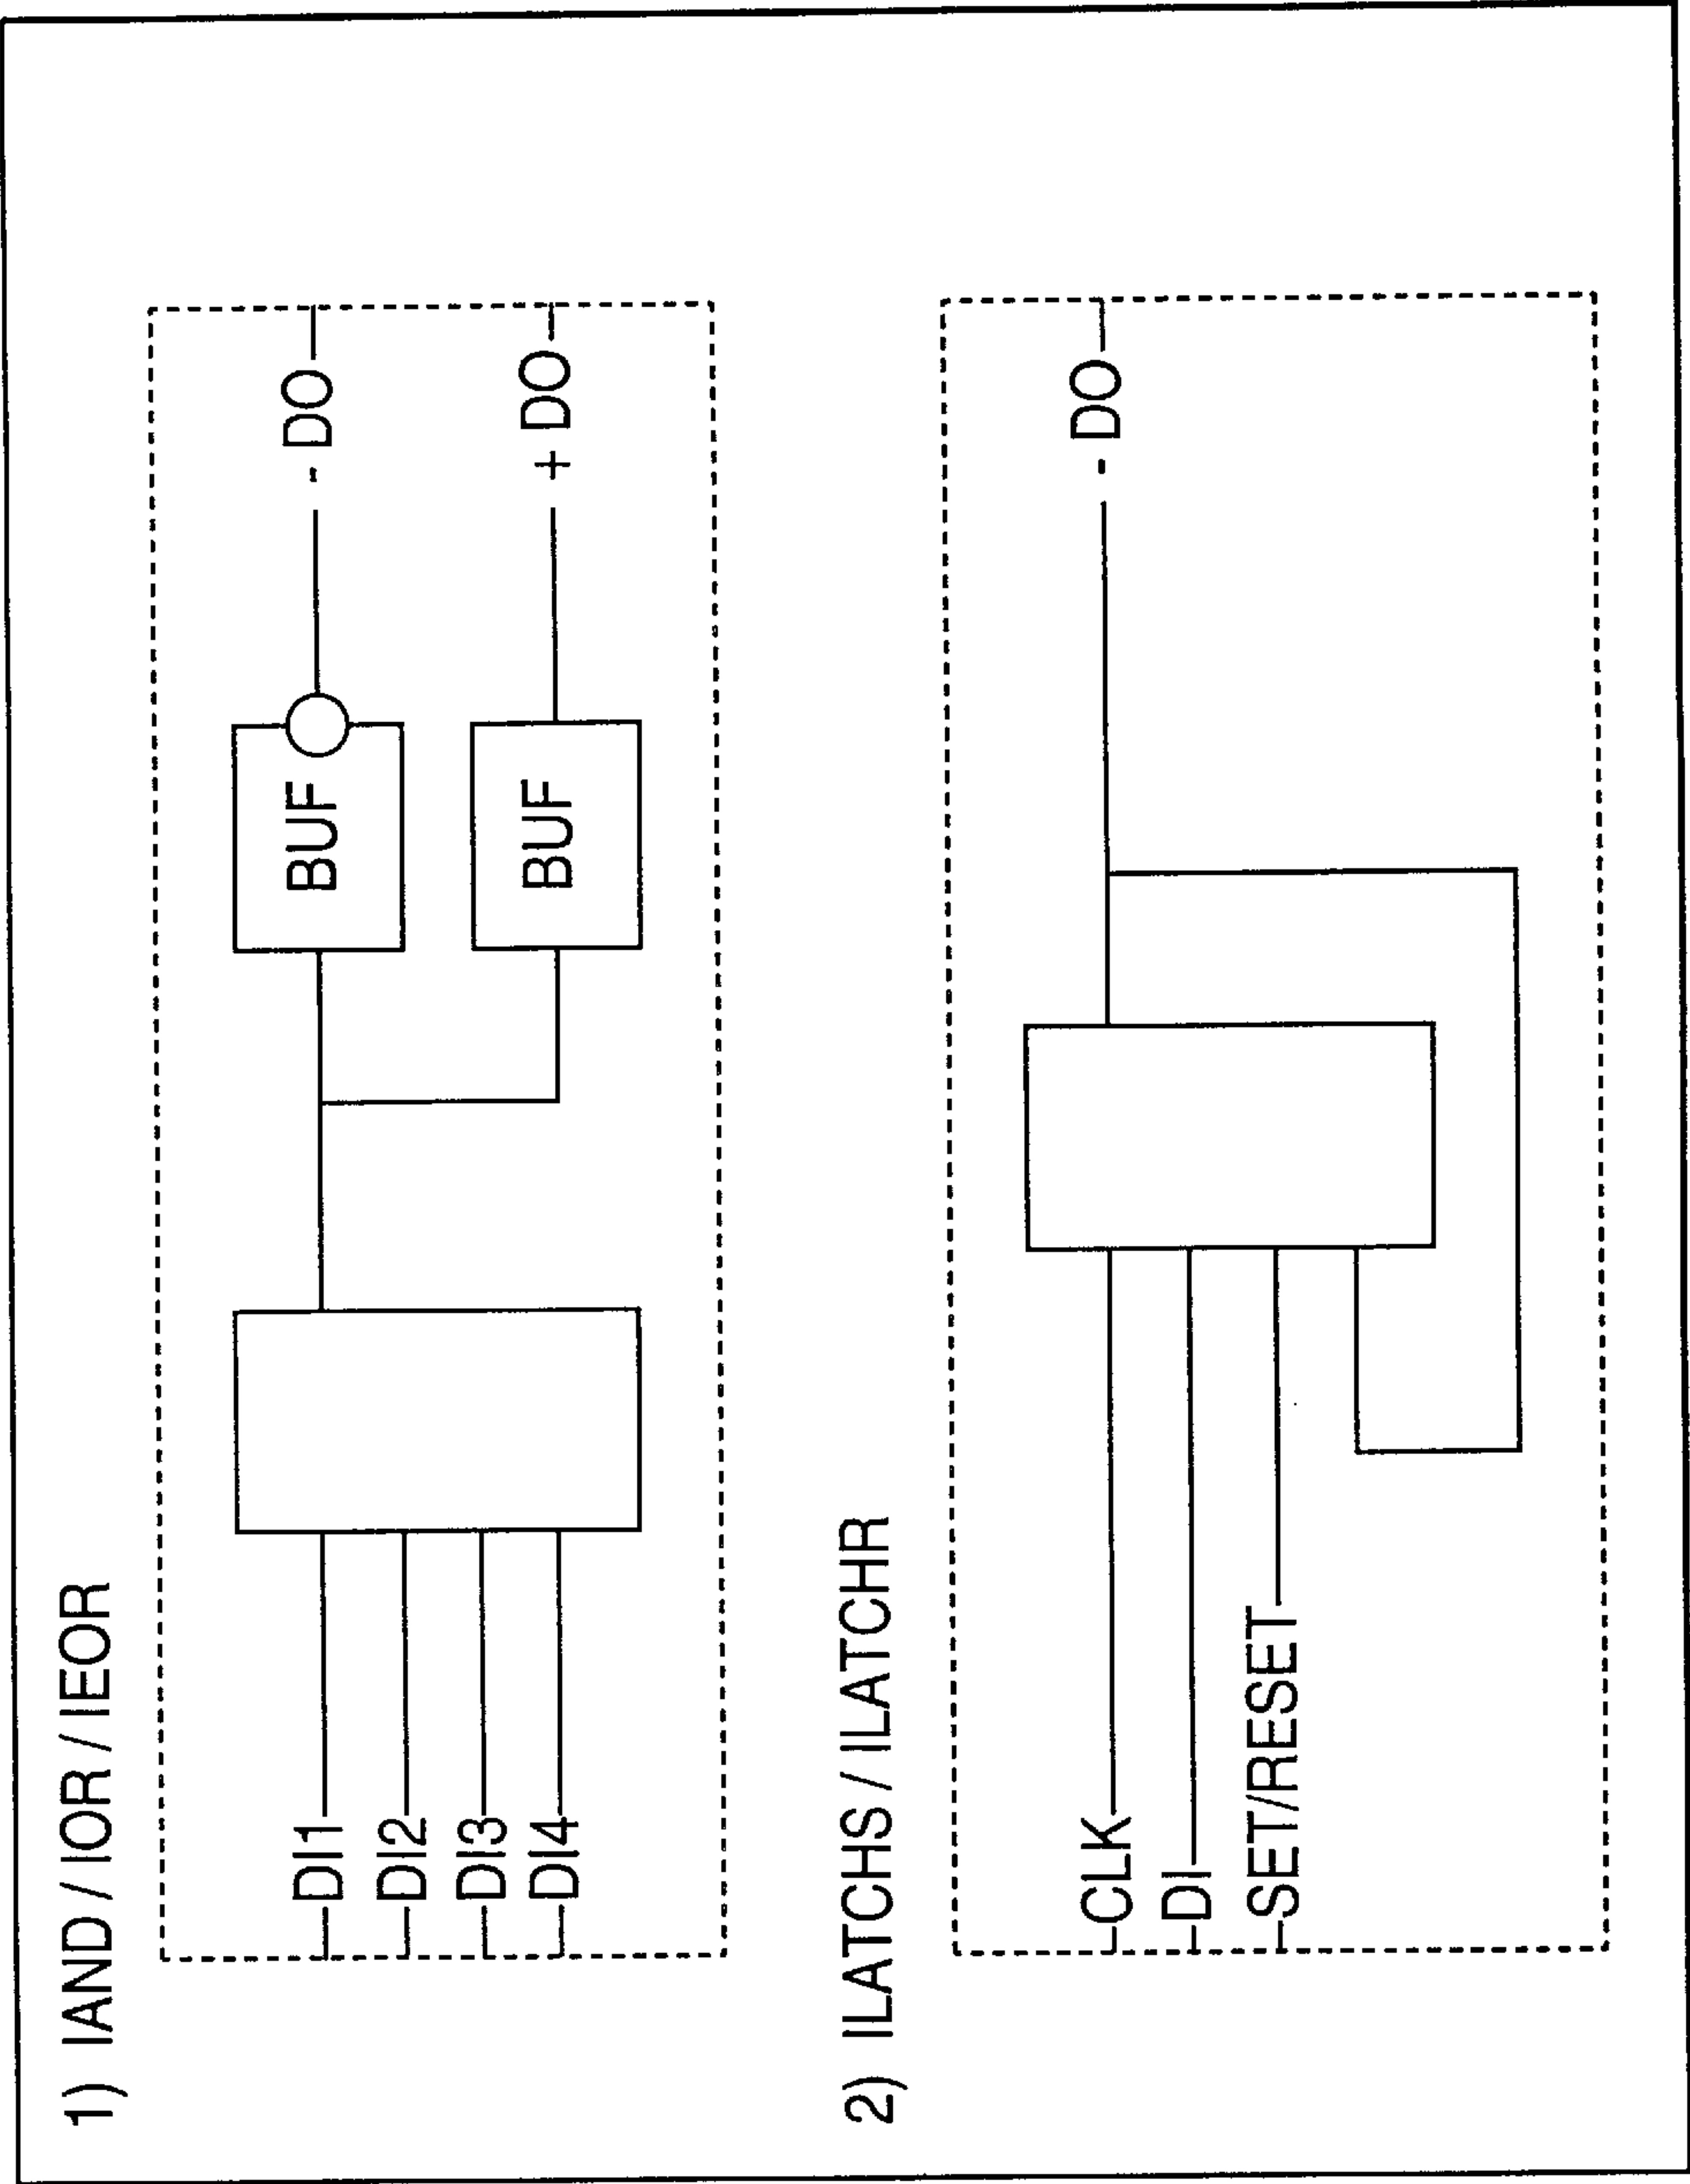 1) IAND / IOR / IEOR
DI1
DI2
DI3
DI4
BUF
BUF
- DO
+ DO
2) ILATCHS / ILATCHR
CLK
DI
SET/RESET
- DO